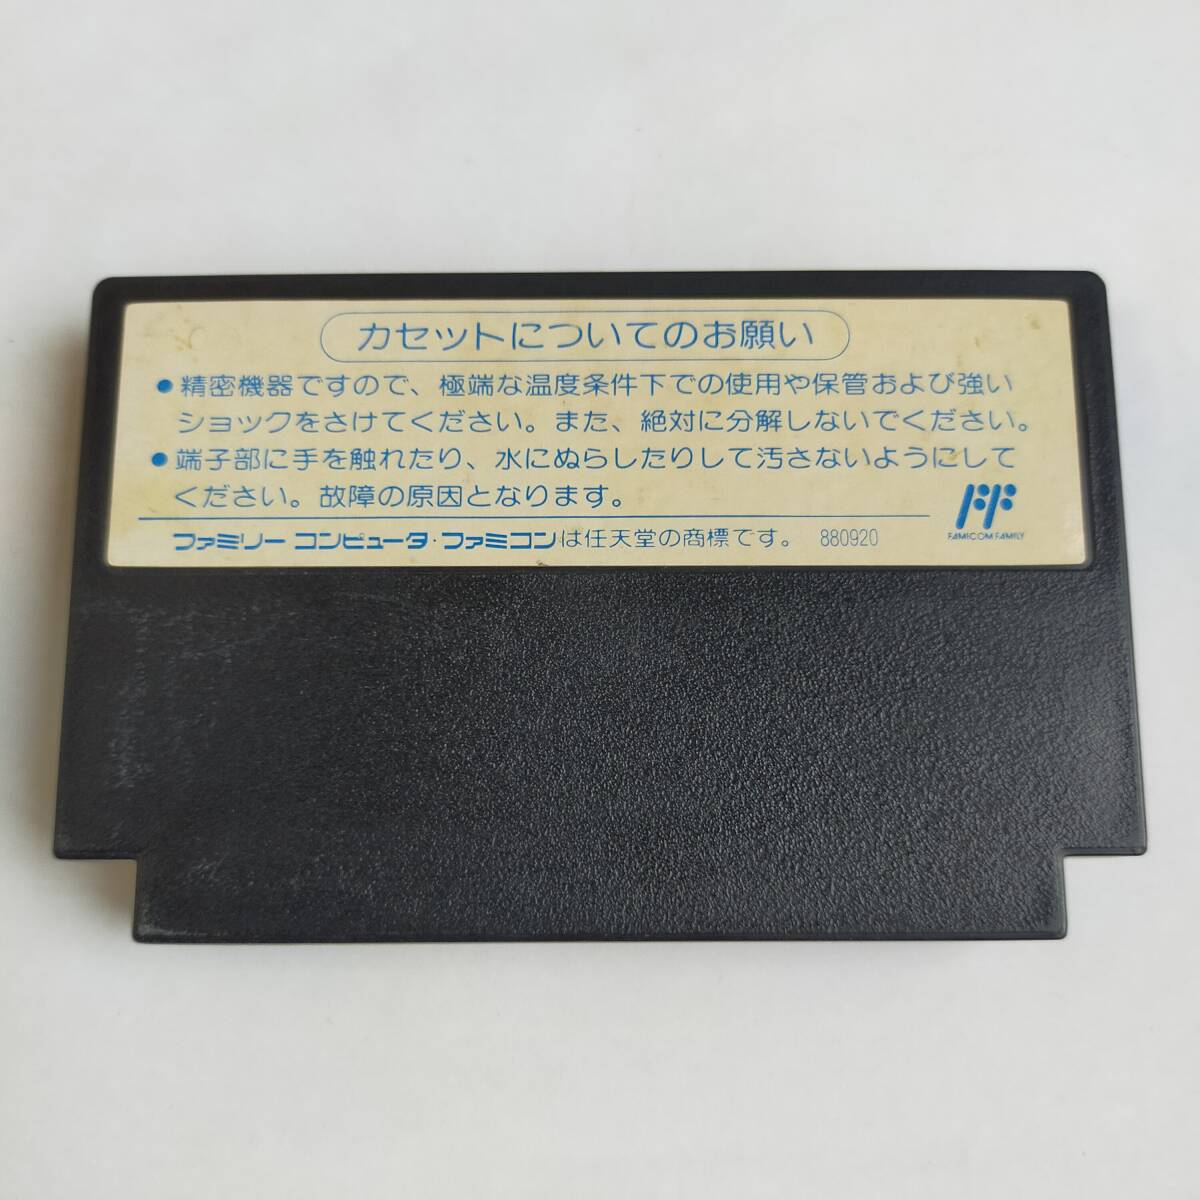 カセットについてのお願い
●精密機器ですので、極端な温度条件下での使用や保管および強い
ショックをさけてください。また、絶対に分解しないでください。
●端子部に手を触れたり、水にぬらしたりして汚さないようにして
ください。故障の原因となります。
ファミリー コンピュータ・ファミコンは任天堂の商標です。 880920
FAMICOM FAMILY